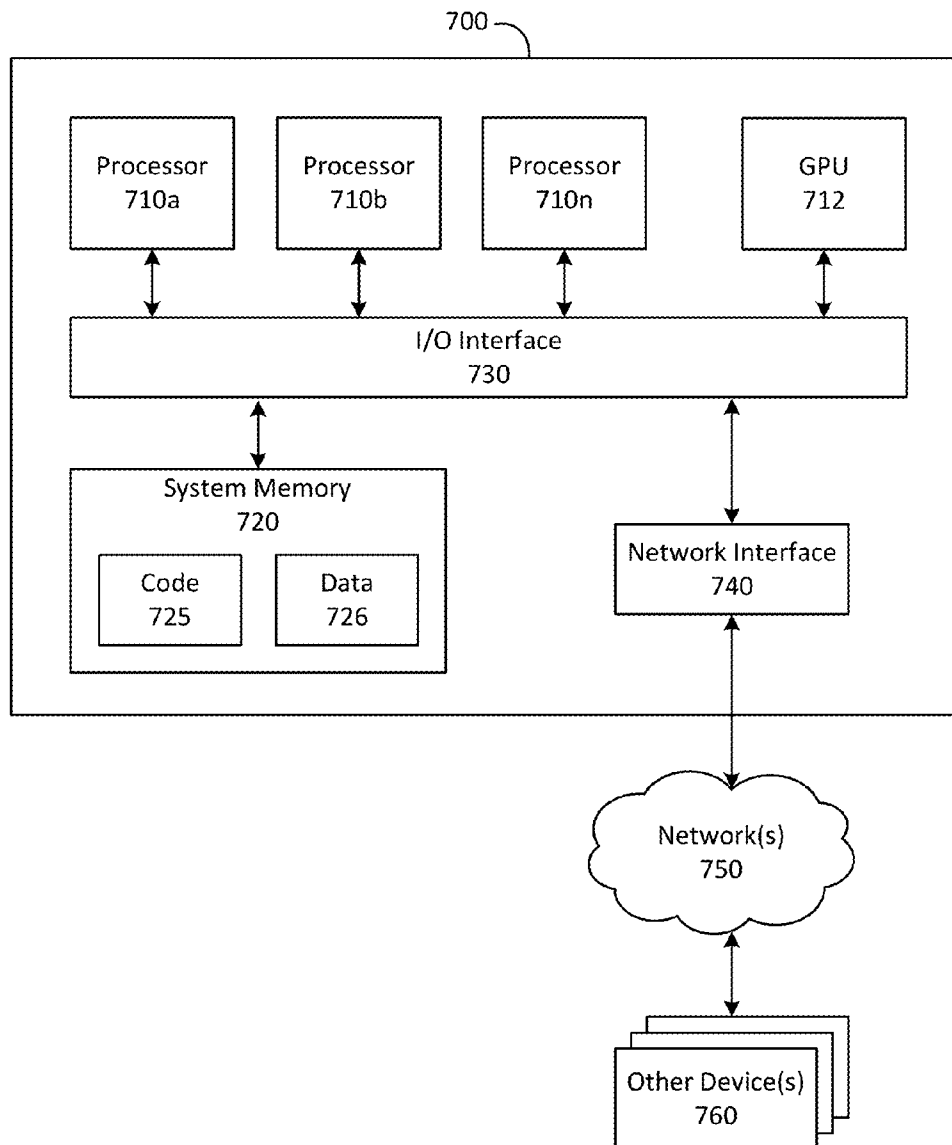 700
Processor
710a
Processor
710b
Processor
710n
GPU
712
I/O Interface
730
System Memory
720
Code
725
Data
726
Network Interface
740
Network(s)
750
Other Device(s)
760